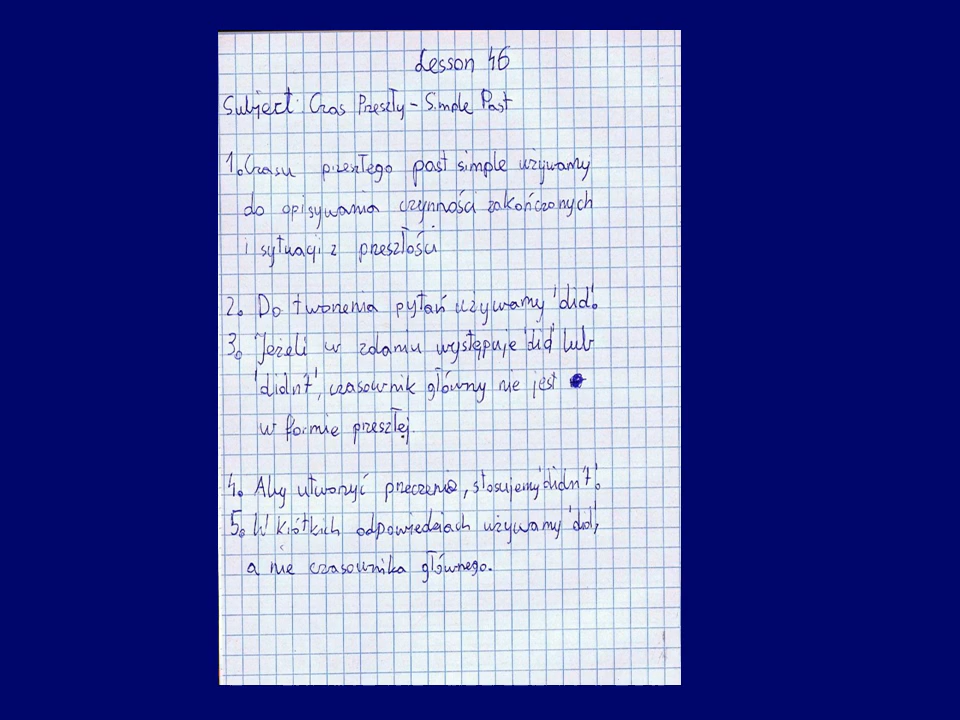 Lesson 46
Subject: Czas Przeszły - Simple Past
1. Czasu przeszłego past simple używamy
do opisywania czynności zakończonych
i sytuacji z przeszłości
2. Do tworzenia pytań używamy 'did'.
3. Jeżeli w zdaniu występuje 'did' lub
'didn't', czasownik główny nie jest
w formie przeszłej.
4. Aby utworzyć przeczenie, stosujemy 'didn't'.
5. W krótkich odpowiedziach używamy 'did',
a nie czasownika głównego.